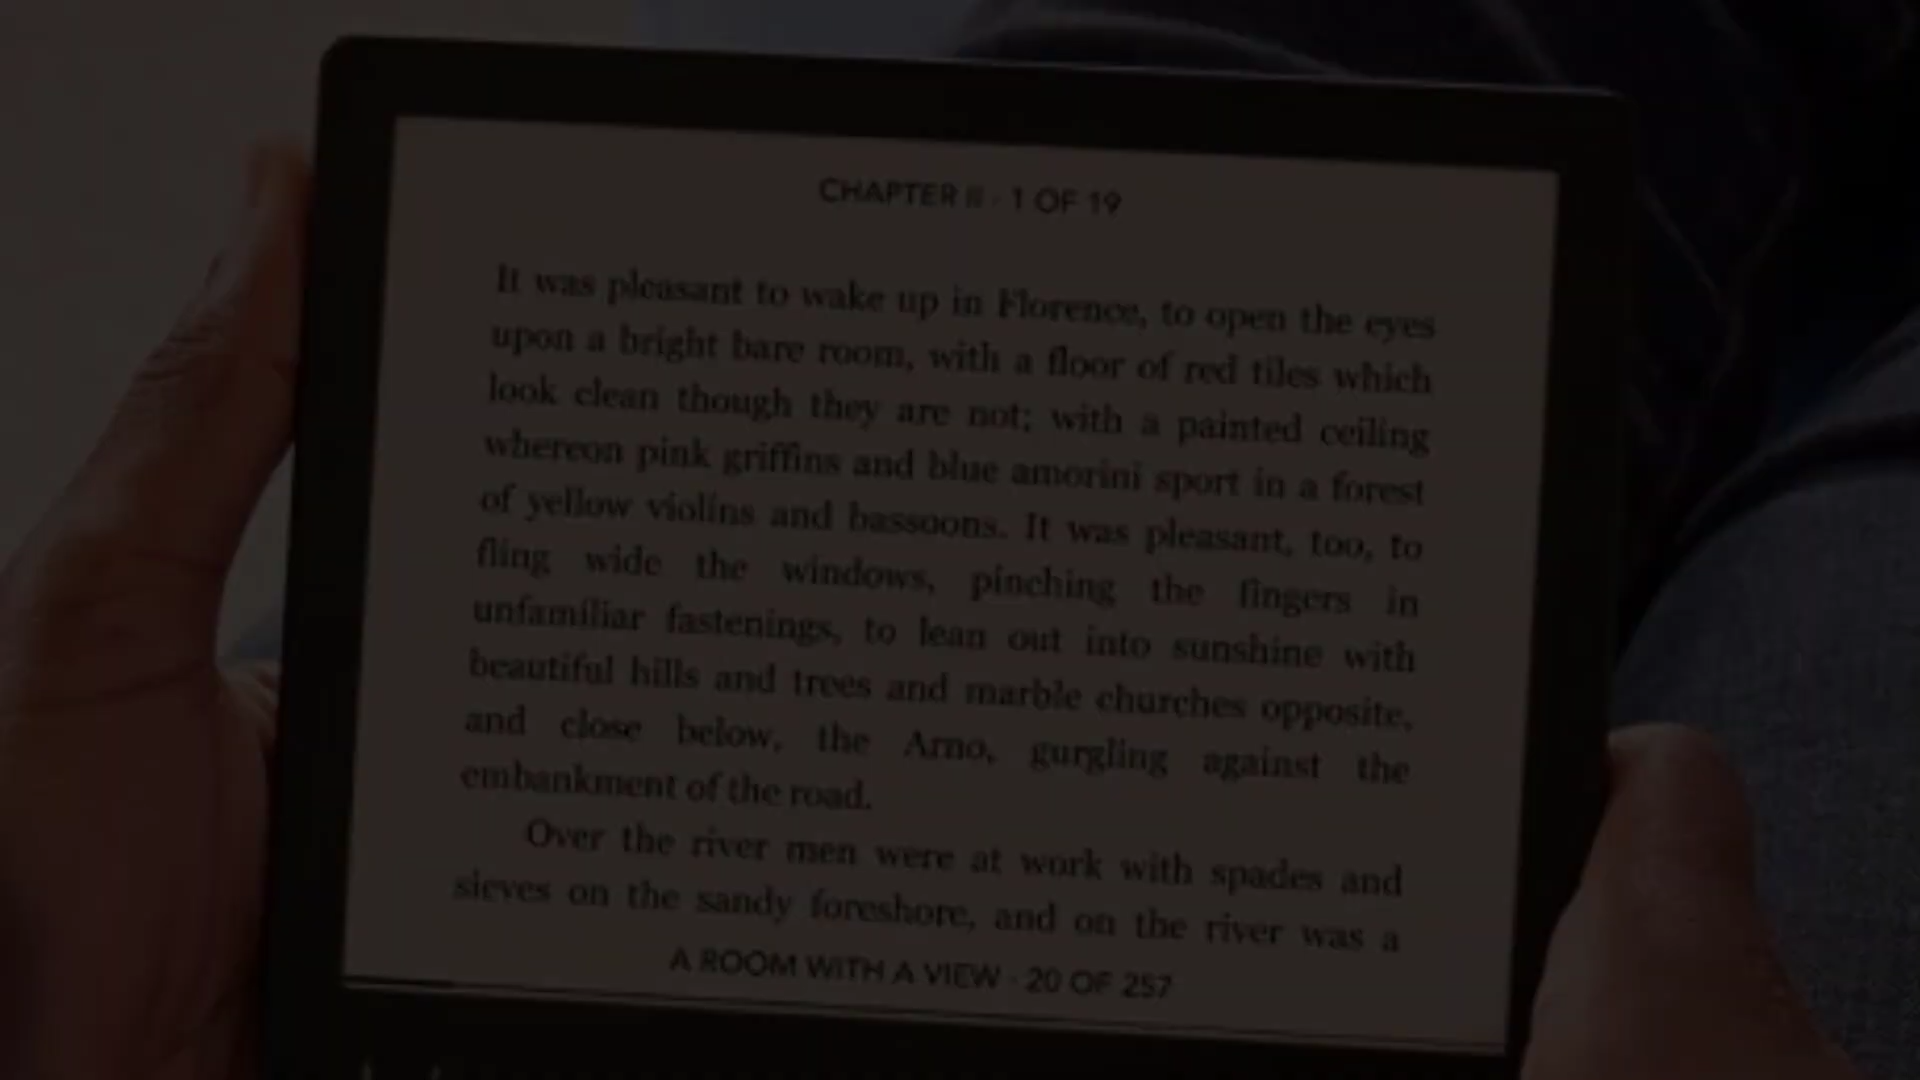 CHAPTER II · 1 OF 19
It was pleasant to wake up in Florence, to open the eyes
upon a bright bare room, with a floor of red tiles which
look clean though they are not; with a painted ceiling
whereon pink griffins and blue amorini sport in a forest
of yellow violins and bassoons. It was pleasant, too, to
fling wide the windows, pinching the fingers in
unfamiliar fastenings, to lean out into sunshine with
beautiful hills and trees and marble churches opposite,
and close below, the Arno, gurgling against the
embankment of the road.
Over the river men were at work with spades and
sieves on the sandy foreshore, and on the river was a
A ROOM WITH A VIEW · 20 OF 257